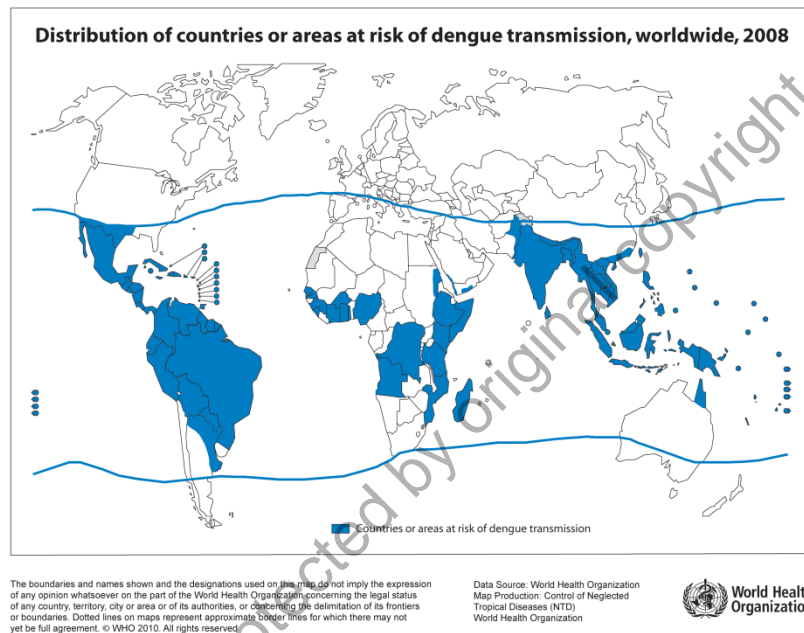 Distribution of countries or areas at risk of dengue transmission, worldwide, 2008
Countries or areas at risk of dengue transmission
The boundaries and names shown and the designations used on this map do not imply the expression
of any opinion whatsoever on the part of the World Health Organization concerning the legal status
of any country, territory, city or area or of its authorities, or concerning the delimitation of its frontiers
or boundaries. Dotted lines on maps represent approximate border lines for which there may not
yet be full agreement. © WHO 2010. All rights reserved
Data Source: World Health Organization
Map Production: Control of Neglected
Tropical Diseases (NTD)
World Health Organization
World Health
Organization
otected by original copyright